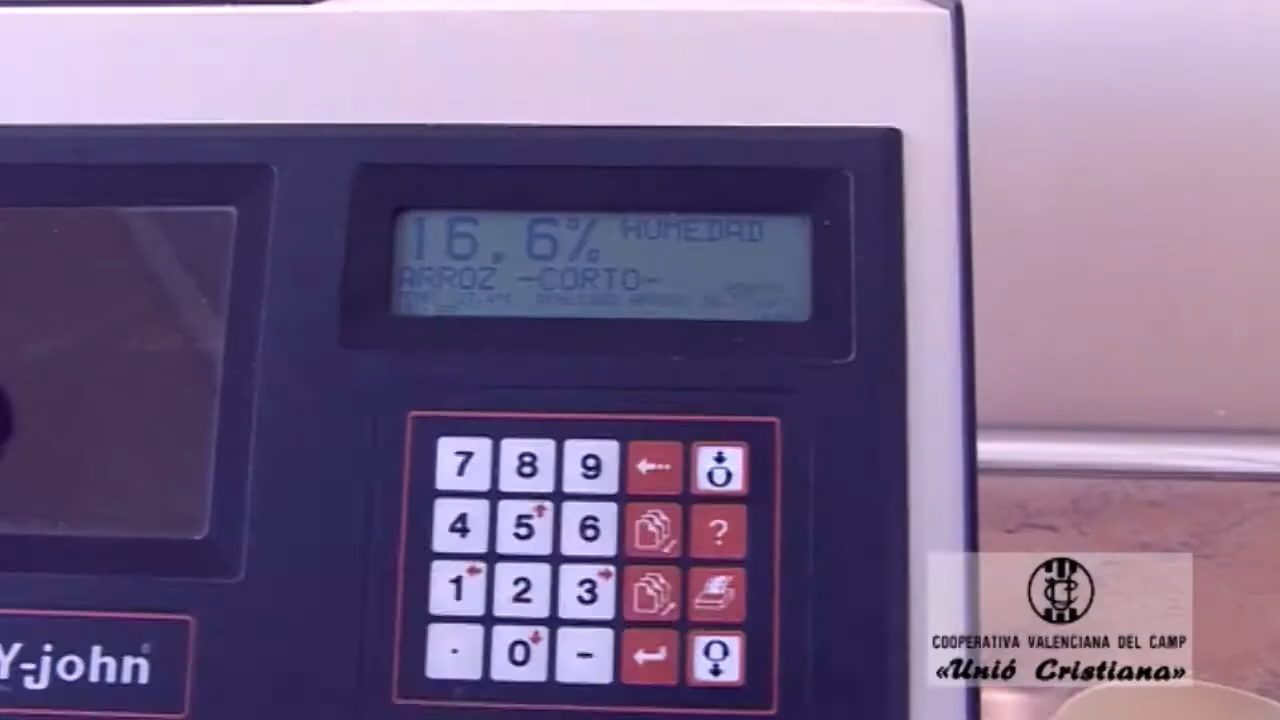 16,6% HUMEDAD
ARROZ -CORTO-
7 8 9
4 5 6 ?
1 2 3
. 0 -
Y-john
COOPERATIVA VALENCIANA DEL CAMP
«Unió Cristiana»